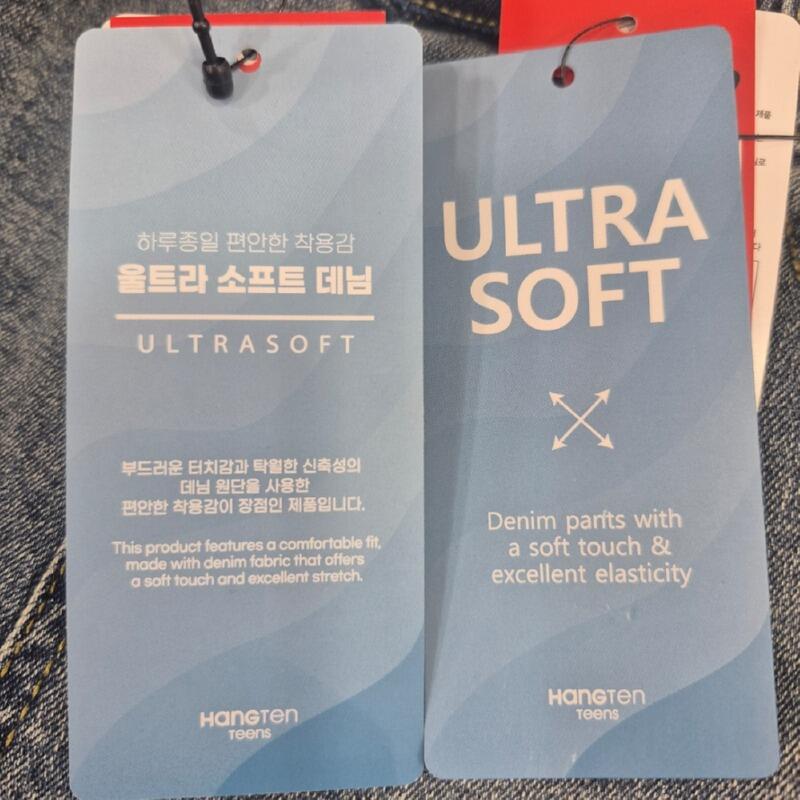 하루종일 편안한 착용감
울트라 소프트 데님
ULTRASOFT
부드러운 터치감과 탁월한 신축성의
데님 원단을 사용한
편안한 착용감이 장점인 제품입니다.
This product features a comfortable fit,
made with denim fabric that offers
a soft touch and excellent stretch.
HANGTEN
TEENS
ULTRA
SOFT
Denim pants with
a soft touch &
excellent elasticity
HANGTEN
TEENS
제품